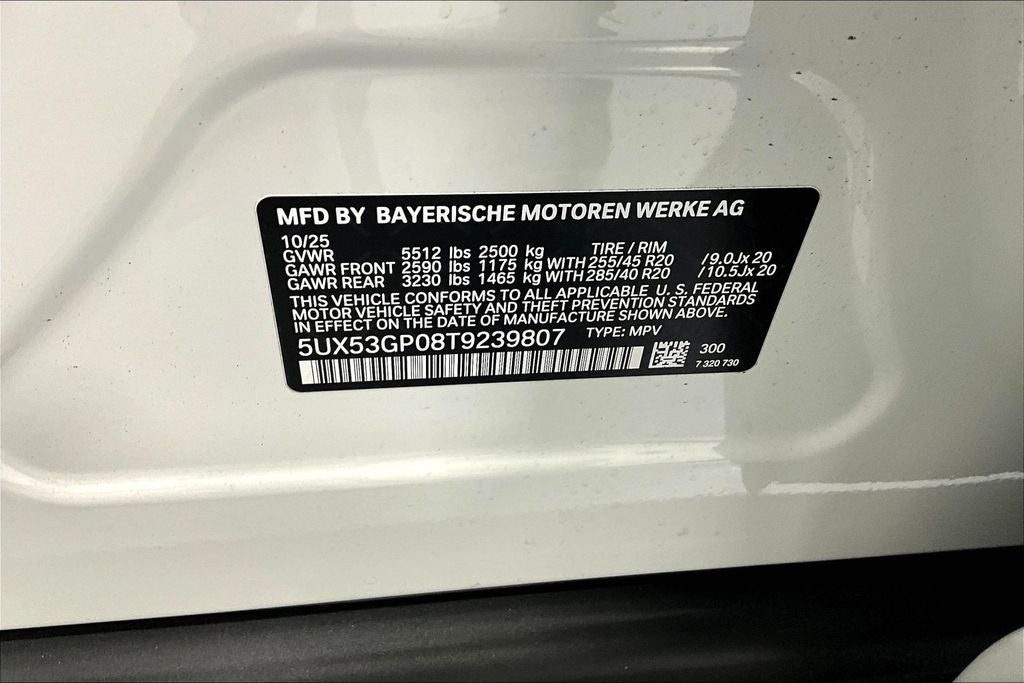 MFD BY BAYERISCHE MOTOREN WERKE AG
10/25
GVWR 5512 lbs 2500 kg TIRE / RIM
GAWR FRONT 2590 lbs 1175 kg WITH 255/45 R20 / 9.0Jx 20
GAWR REAR 3230 lbs 1465 kg WITH 285/40 R20 / 10.5Jx 20
THIS VEHICLE CONFORMS TO ALL APPLICABLE U. S. FEDERAL
MOTOR VEHICLE SAFETY AND THEFT PREVENTION STANDARDS
IN EFFECT ON THE DATE OF MANUFACTURE SHOWN ABOVE.
5UX53GP08T9239807 TYPE: MPV
300
7 320 730